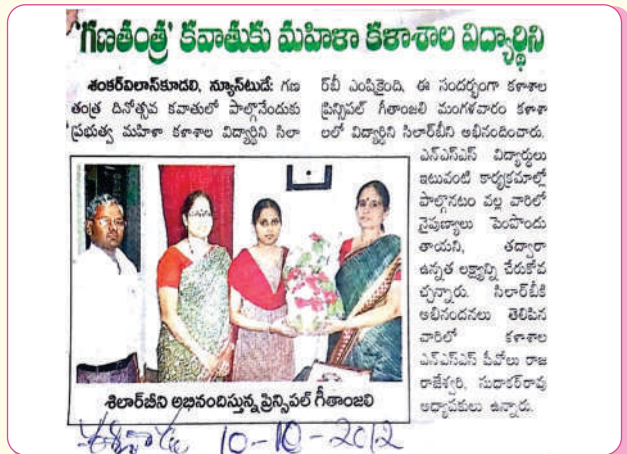 'గణతంత్ర' కవాతుకు మహిళా కళాశాల విద్యార్థిని
శంకర్‌విలాస్‌కూడలి, న్యూస్‌టుడే: గణ
తంత్ర దినోత్సవ కవాతులో పాల్గొనేందుకు
ప్రభుత్వ మహిళా కళాశాల విద్యార్థిని సిలా
ర్‌బీ ఎంపికైంది. ఈ సందర్భంగా కళాశాల
ప్రిన్సిపల్ గీతాంజలి మంగళవారం కళాశా
లలో విద్యార్థిని సిలార్‌బీని అభినందించారు.
ఎన్ఎస్ఎస్ విద్యార్థులు
ఇటువంటి కార్యక్రమాల్లో
పాల్గొనటం వల్ల వారిలో
నైపుణ్యాలు పెంపొందు
తాయని, తద్వారా
ఉన్నత లక్ష్యాన్ని చేరుకోవ
చ్చన్నారు. సిలార్‌బీకి
అభినందనలు తెలిపిన
వారిలో కళాశాల
ఎన్ఎస్ఎస్ పీవోలు రాజ
రాజేశ్వరి, సుధాకర్‌రావు
అధ్యాపకులు ఉన్నారు.
శిలార్‌బీని అభినందిస్తున్న ప్రిన్సిపల్ గీతాంజలి
10-10-2012